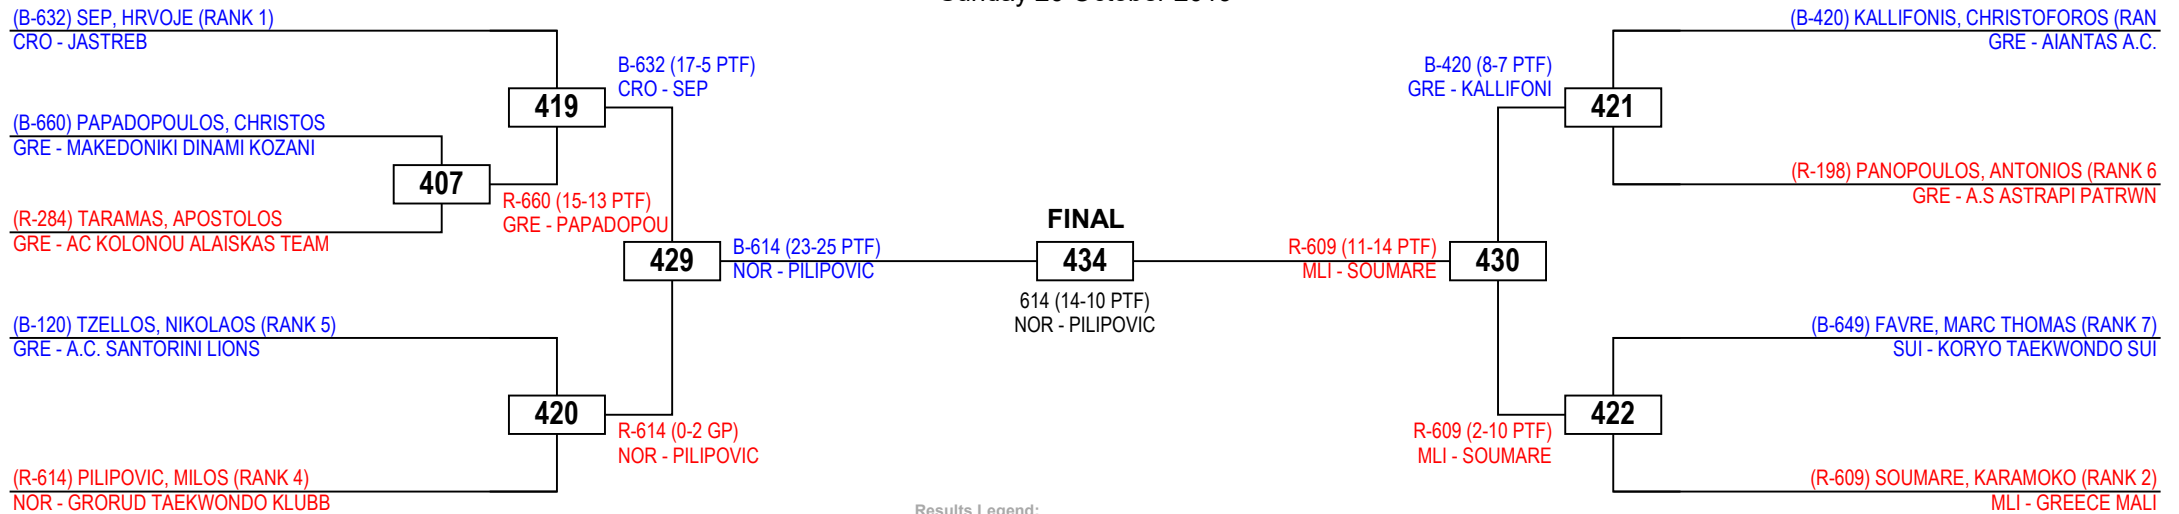 (B-632) SEP, HRVOJE (RANK 1)
CRO - JASTREB
(B-660) PAPADOPOULOS, CHRISTOS
GRE - MAKEDONIKI DINAMI KOZANI
(R-284) TARAMAS, APOSTOLOS
GRE - AC KOLONOU ALAISKAS TEAM
(B-120) TZELLOS, NIKOLAOS (RANK 5)
GRE - A.C. SANTORINI LIONS
(R-614) PILIPOVIC, MILOS (RANK 4)
NOR - GRORUD TAEKWONDO KLUBB
407
R-660 (15-13 PTF)
GRE - PAPADOPOU
419
B-632 (17-5 PTF)
CRO - SEP
420
R-614 (0-2 GP)
NOR - PILIPOVIC
429
B-614 (23-25 PTF)
NOR - PILIPOVIC
FINAL
434
614 (14-10 PTF)
NOR - PILIPOVIC
R-609 (11-14 PTF)
MLI - SOUMARE
430
B-420 (8-7 PTF)
GRE - KALLIFONI
421
R-609 (2-10 PTF)
MLI - SOUMARE
422
(B-420) KALLIFONIS, CHRISTOFOROS (RAN
GRE - AIANTAS A.C.
(R-198) PANOPOULOS, ANTONIOS (RANK 6
GRE - A.S ASTRAPI PATRWN
(B-649) FAVRE, MARC THOMAS (RANK 7)
SUI - KORYO TAEKWONDO SUI
(R-609) SOUMARE, KARAMOKO (RANK 2)
MLI - GREECE MALI
Results Legend: